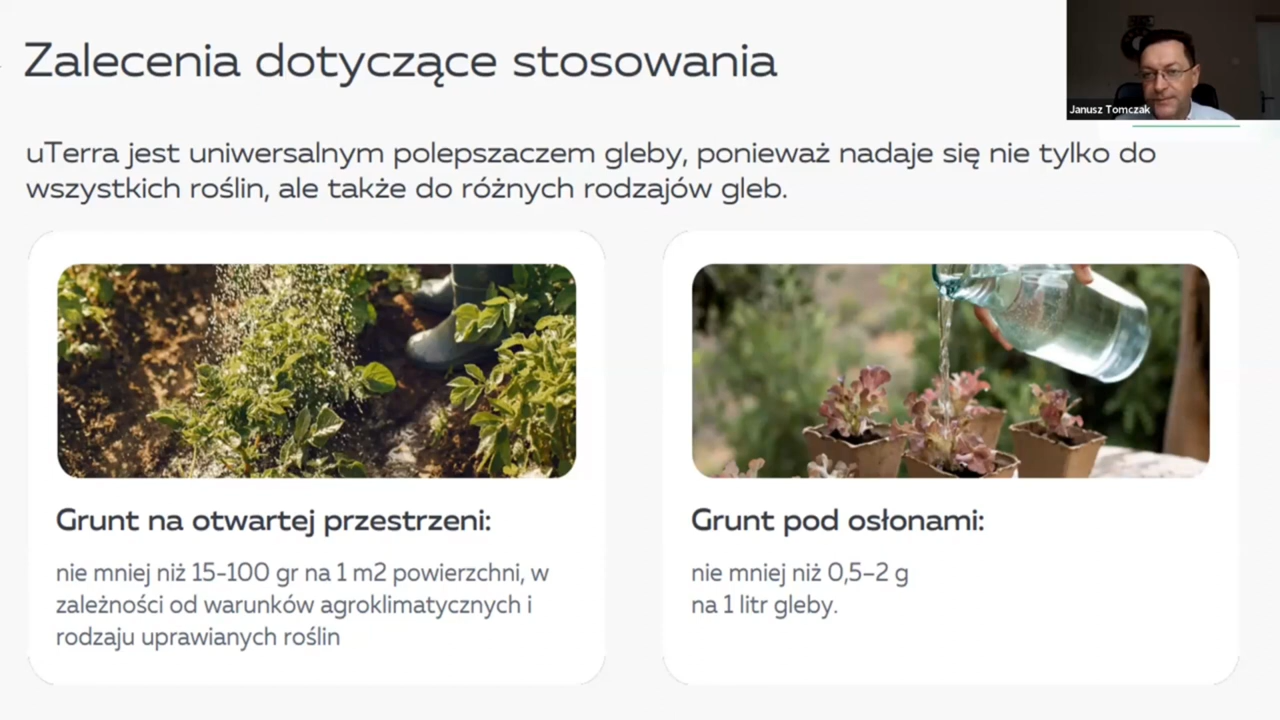 Zalecenia dotyczące stosowania
Janusz Tomczak
uTerra jest uniwersalnym polepszaczem gleby, ponieważ nadaje się nie tylko do
wszystkich roślin, ale także do różnych rodzajów gleb.
Grunt na otwartej przestrzeni:
nie mniej niż 15-100 gr na 1 m2 powierzchni, w
zależności od warunków agroklimatycznych i
rodzaju uprawianych roślin
Grunt pod osłonami:
nie mniej niż 0,5–2 g
na 1 litr gleby.